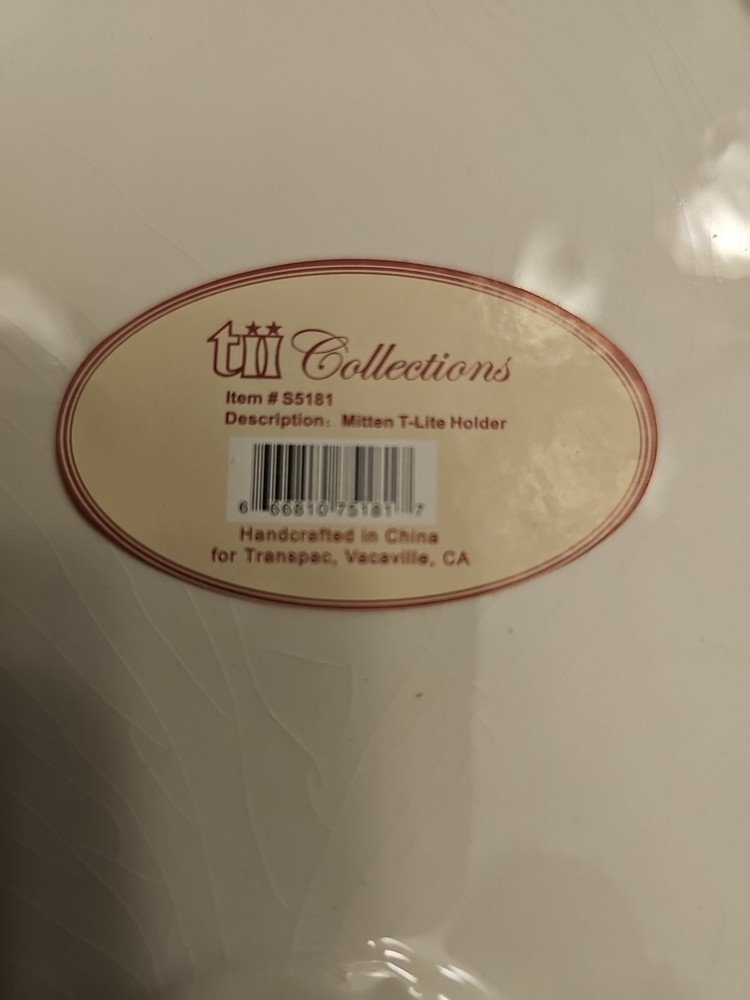 tii Collections
Item # S5181
Description: Mitten T-Lite Holder
6 66810 75181 7
Handcrafted in China
for Transpac, Vacaville, CA